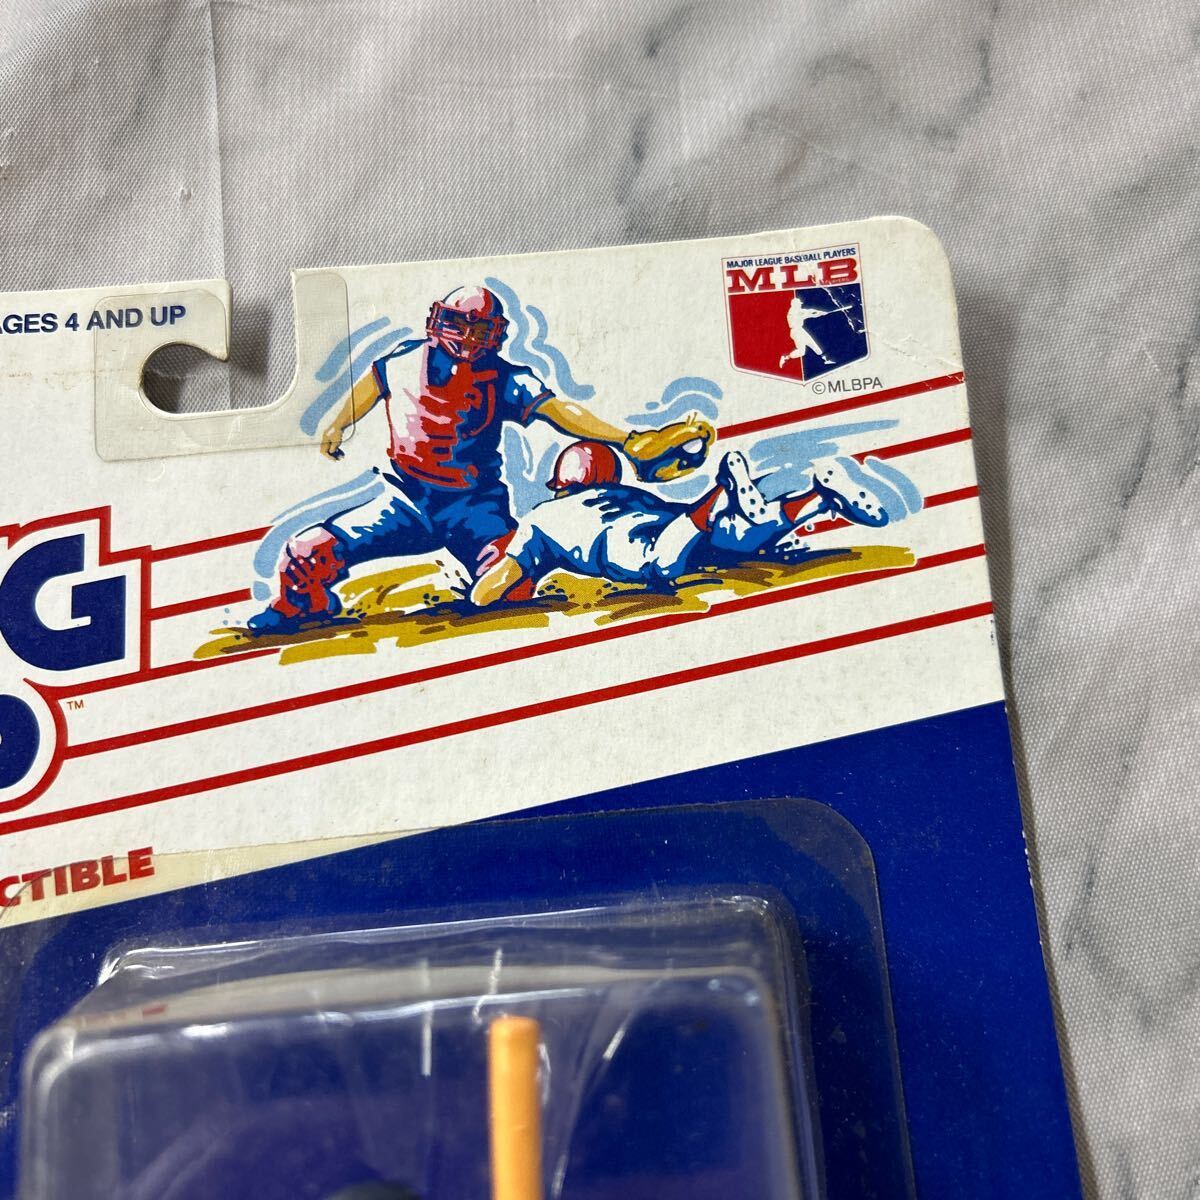 AGES 4 AND UP
MAJOR LEAGUE BASEBALL PLAYERS
MLB
©MLBPA
G
™
CTIBLE